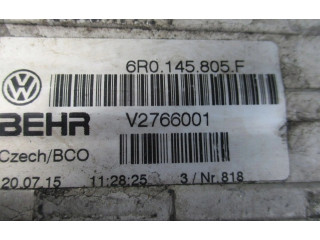 6R0.145.805.F
BEHR V2766001
Czech/BCO
20.07.15 11:28:25 3/Nr.818